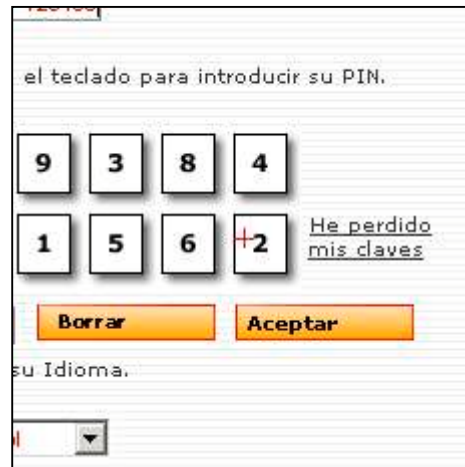 el teclado para introducir su PIN.
9 3 8 4
1 5 6 2
He perdido
mis claves
Borrar Aceptar
su Idioma.